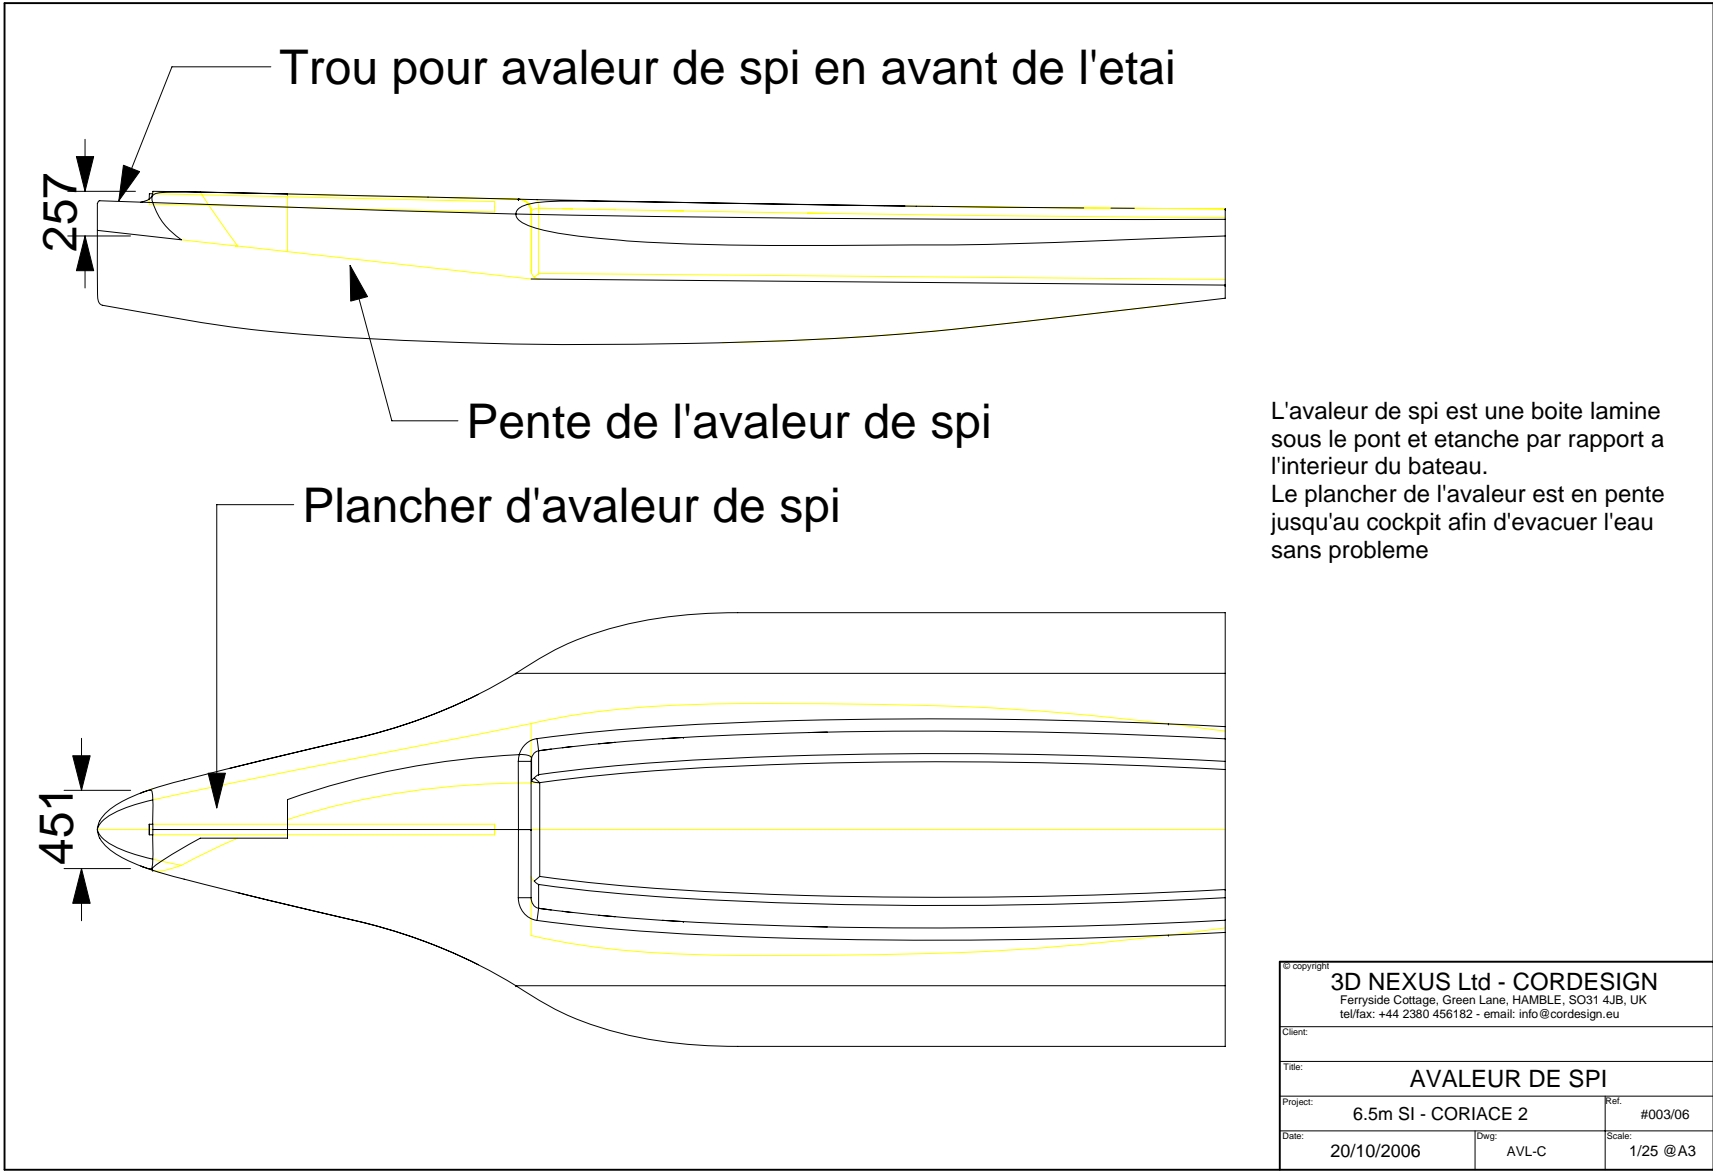 Trou pour avaleur de spi en avant de l'etai
257
Pente de l'avaleur de spi
Plancher d'avaleur de spi
L'avaleur de spi est une boite lamine
sous le pont et etanche par rapport a
l'interieur du bateau.
Le plancher de l'avaleur est en pente
jusqu'au cockpit afin d'evacuer l'eau
sans probleme
451
© copyright
3D NEXUS Ltd - CORDESIGN
Ferryside Cottage, Green Lane, HAMBLE, SO31 4JB, UK
tel/fax: +44 2380 456182 - email: info@cordesign.eu
Client:
Title:
AVALEUR DE SPI
Project:
6.5m SI - CORIACE 2
Ref.
#003/06
Date:
20/10/2006
Dwg:
AVL-C
Scale:
1/25 @A3